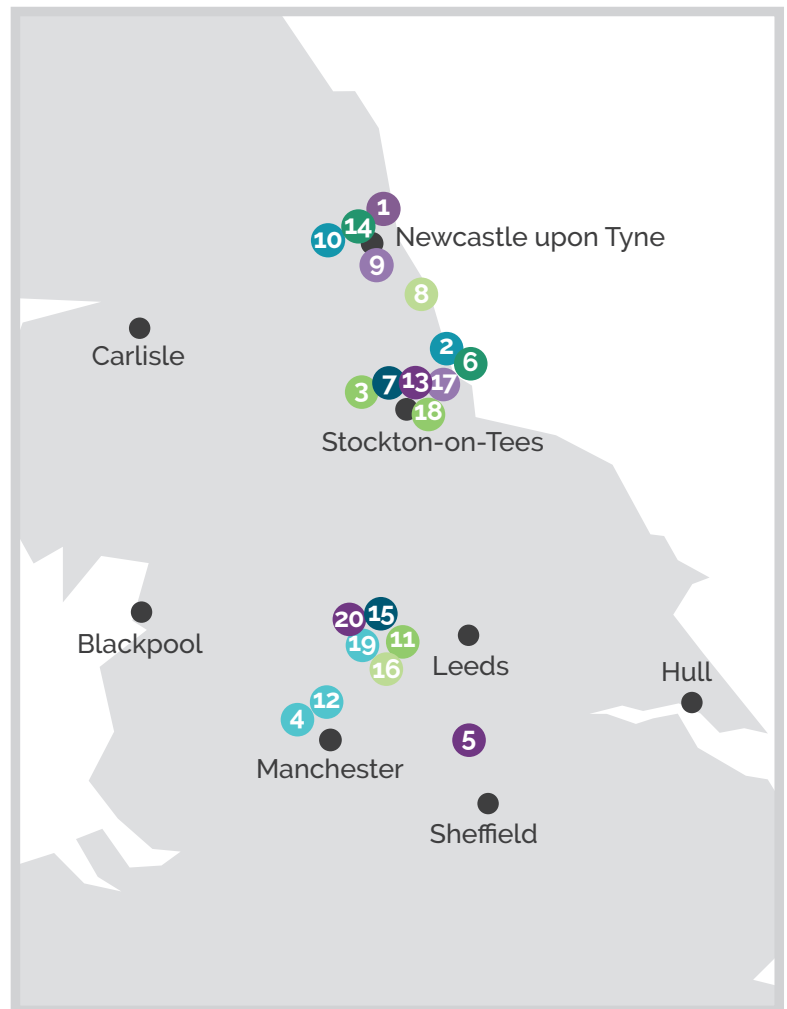 1
14
10
Newcastle upon Tyne
9
8
Carlisle
2
6
3
7
13
17
18
Stockton-on-Tees
20
15
19
11
16
Blackpool
Leeds
Hull
12
4
5
Manchester
Sheffield